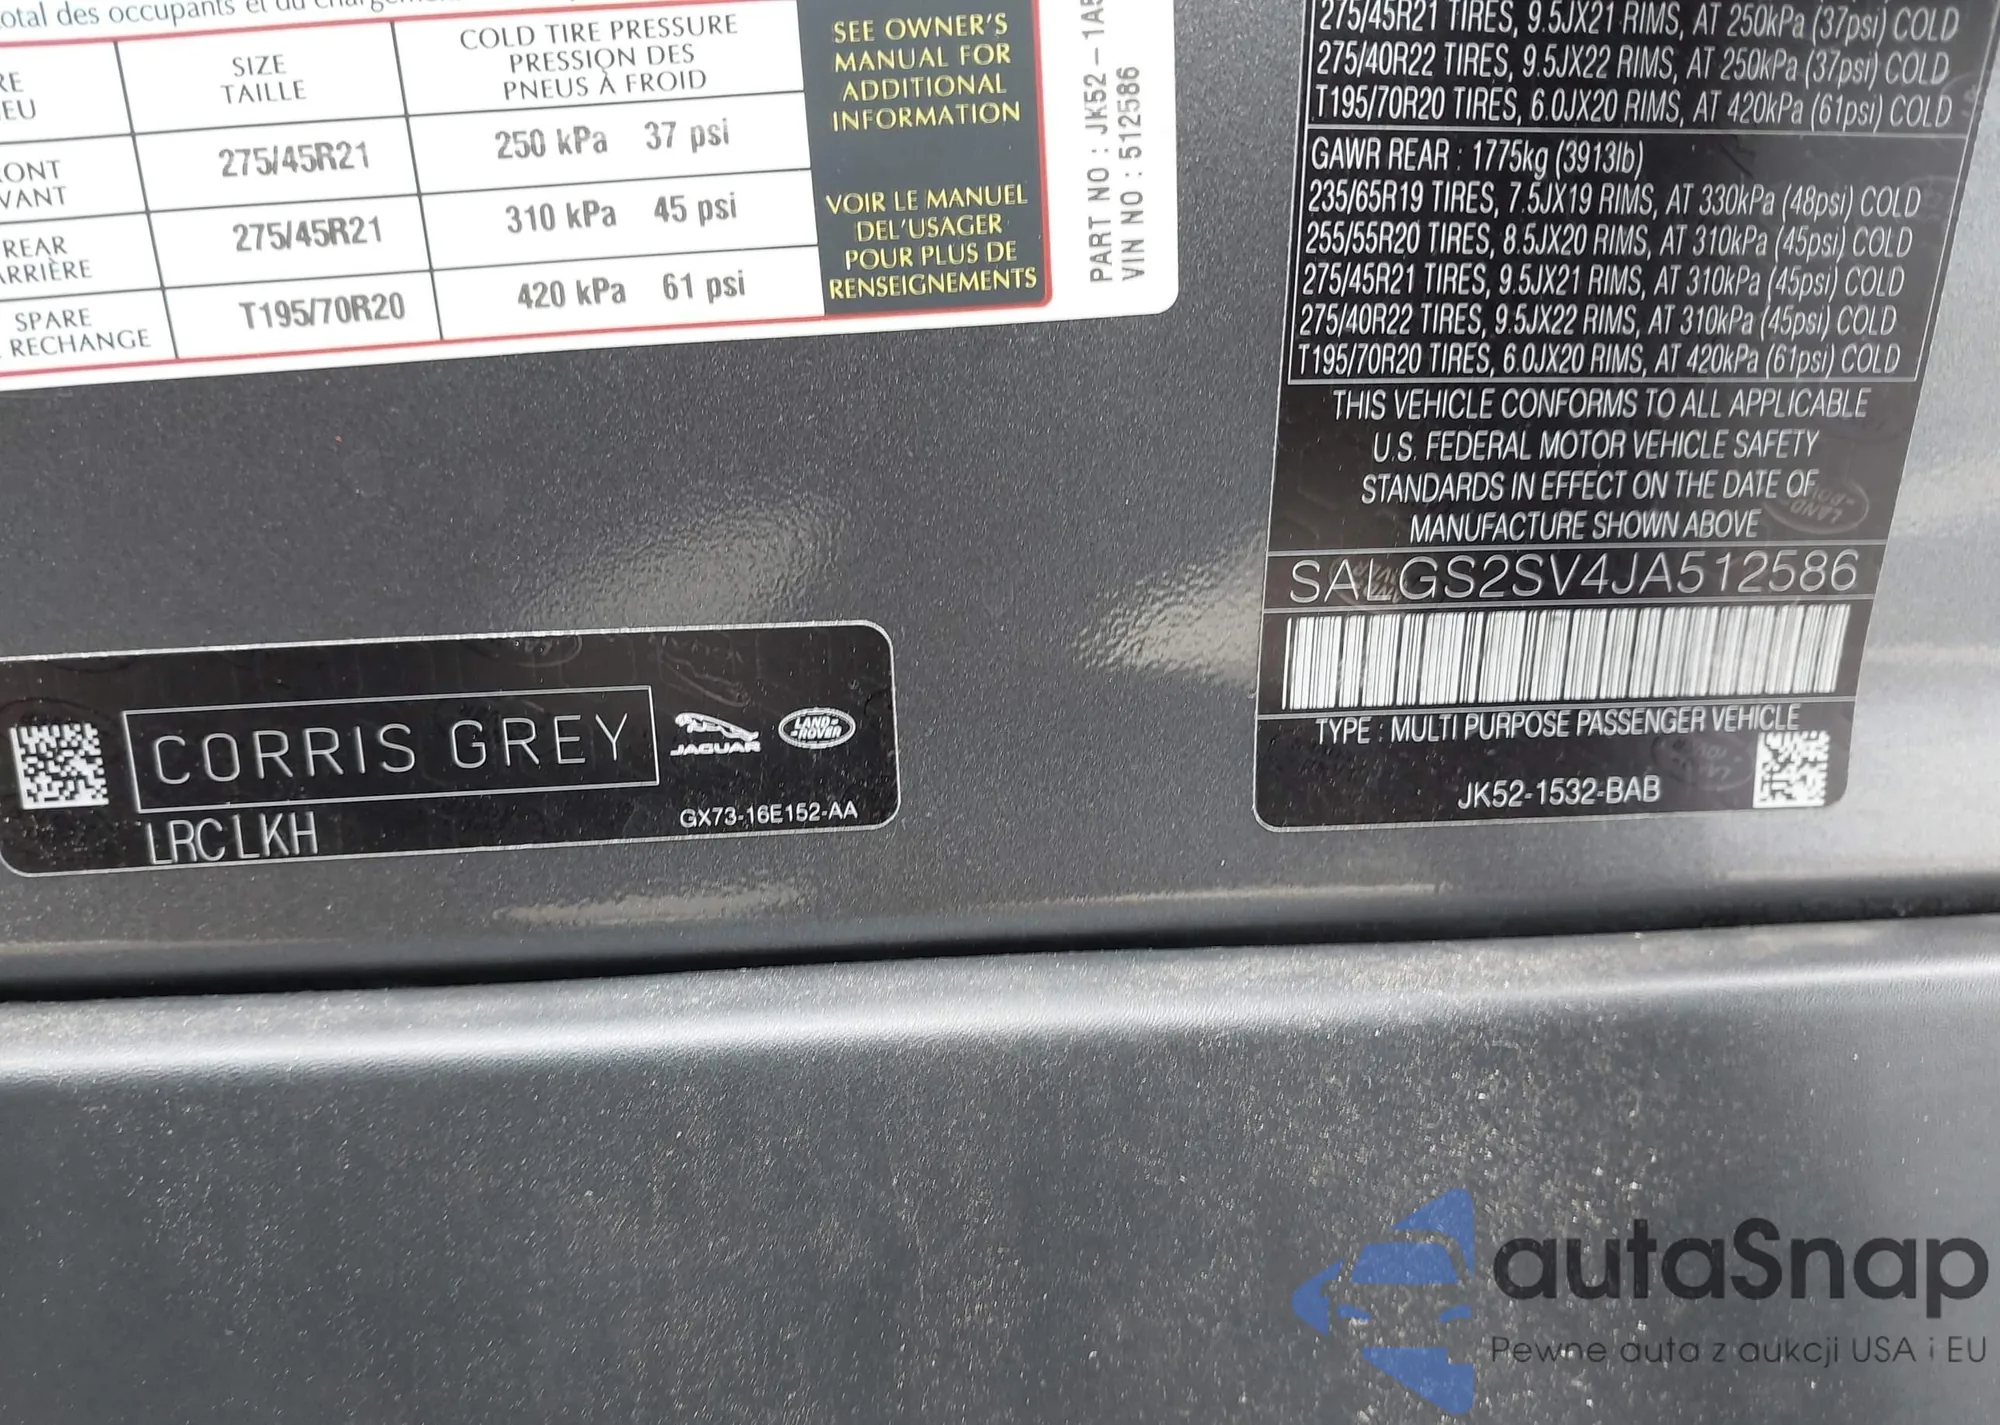 total des occupants et du
RE
EU
SIZE
TAILLE
COLD TIRE PRESSURE
PRESSION DES
PNEUS À FROID
RONT
VANT
275/45R21
250 kPa 37 psi
REAR
ARRIÈRE
275/45R21
310 kPa 45 psi
SPARE
RECHANGE
T195/70R20
420 kPa 61 psi
SEE OWNER'S
MANUAL FOR
ADDITIONAL
INFORMATION
VOIR LE MANUEL
DEL'USAGER
POUR PLUS DE
RENSEIGNEMENTS
PART NO : JK52-1A5
VIN NO : 512586
275/45R21 TIRES, 9.5JX21 RIMS, AT 250kPa (37psi) COLD
275/40R22 TIRES, 9.5JX22 RIMS, AT 250kPa (37psi) COLD
T195/70R20 TIRES, 6.0JX20 RIMS, AT 420kPa (61psi) COLD
GAWR REAR : 1775kg (3913lb)
235/65R19 TIRES, 7.5JX19 RIMS, AT 330kPa (48psi) COLD
255/55R20 TIRES, 8.5JX20 RIMS, AT 310kPa (45psi) COLD
275/45R21 TIRES, 9.5JX21 RIMS, AT 310kPa (45psi) COLD
275/40R22 TIRES, 9.5JX22 RIMS, AT 310kPa (45psi) COLD
T195/70R20 TIRES, 6.0JX20 RIMS, AT 420kPa (61psi) COLD
THIS VEHICLE CONFORMS TO ALL APPLICABLE
U.S. FEDERAL MOTOR VEHICLE SAFETY
STANDARDS IN EFFECT ON THE DATE OF
MANUFACTURE SHOWN ABOVE
SALGS2SV4JA512586
TYPE : MULTI PURPOSE PASSENGER VEHICLE
JK52-1532-BAB
CORRIS GREY
JAGUAR
LAND-
-ROVER
LRC LKH
GX73-16E152-AA
autaSnap
Pewne auta z aukcji USA i EU